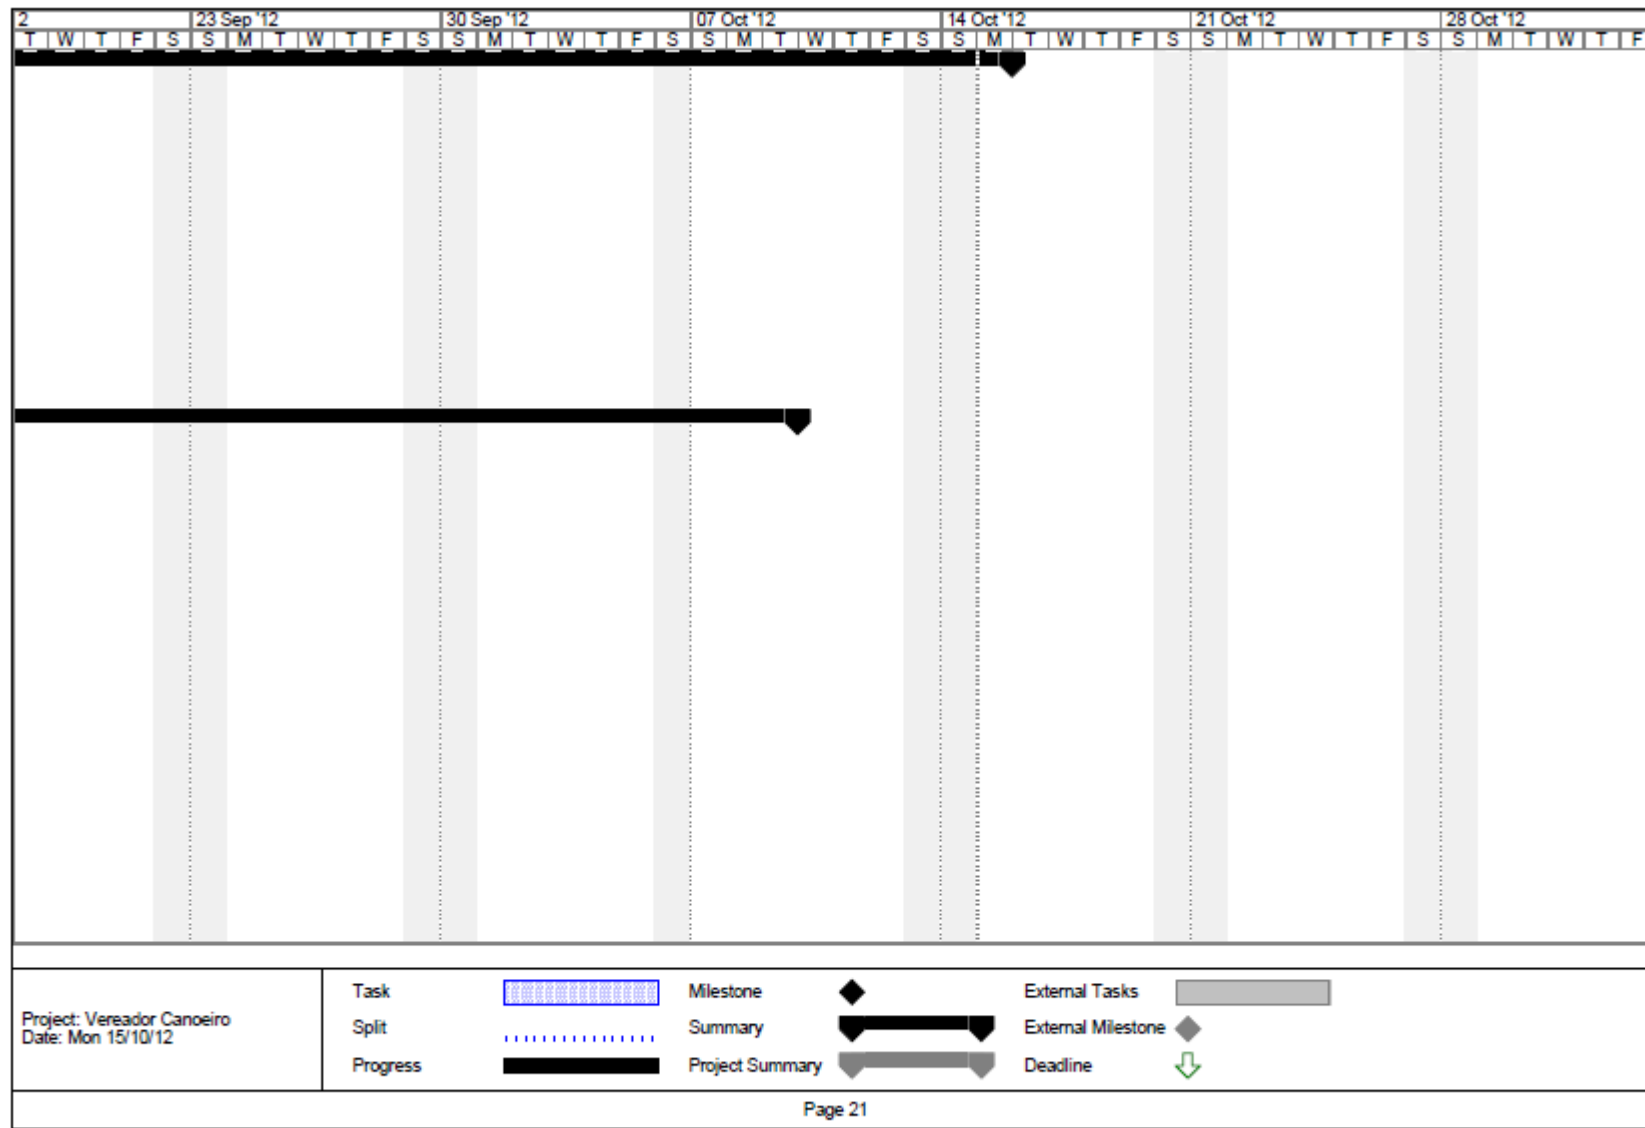 2 23 Sep '12 30 Sep '12 07 Oct '12 14 Oct '12 21 Oct '12 28 Oct '12
T W T F S S M T W T F S S M T W T F S S M T W T F S S M T W T F S S M T W T F S S M T W T F
Task Milestone External Tasks
Project: Vereador Canoeiro
Split Summary External Milestone
Date: Mon 15/10/12
Progress Project Summary Deadline
Page 21